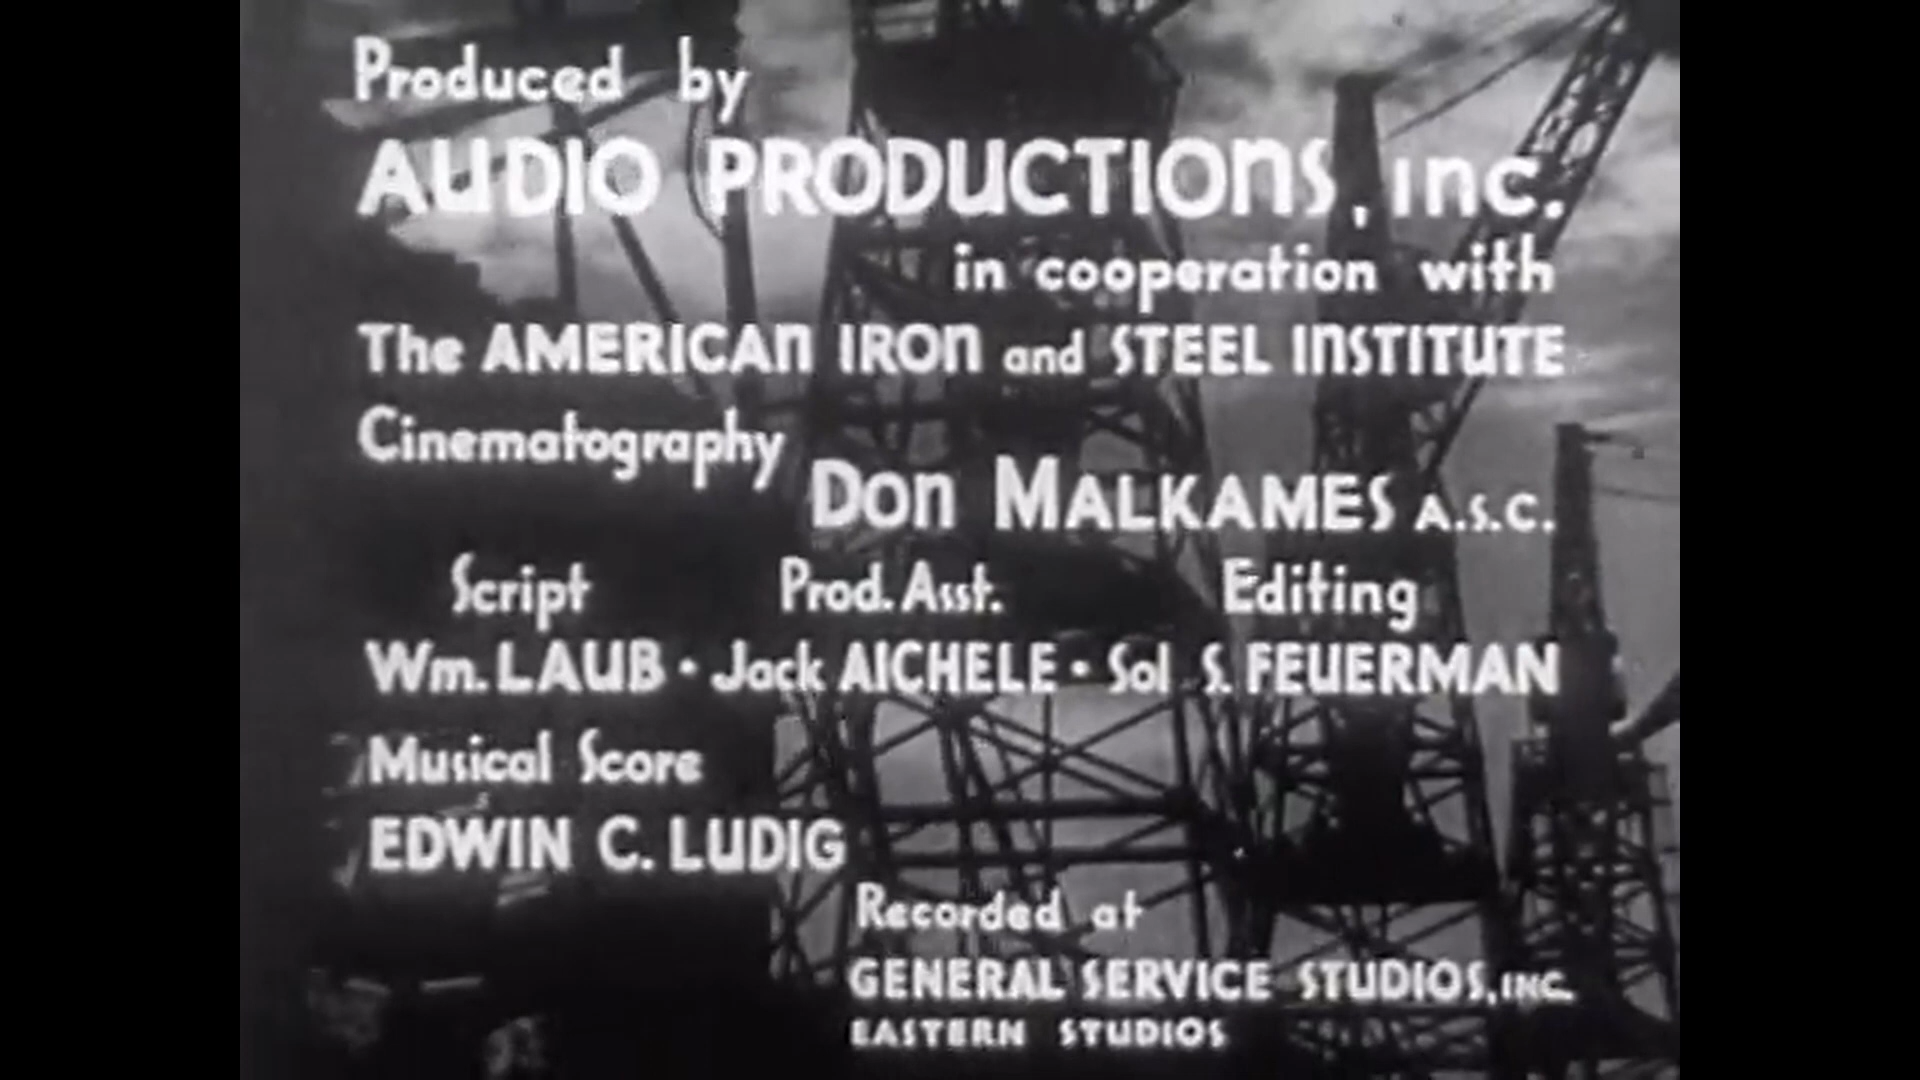 Produced by
AUDIO PRODUCTIONS, INC.
in cooperation with
The AMERICAN IRON and STEEL INSTITUTE
Cinematography
DON MALKAMES A.S.C.
Script Prod. Asst. Editing
Wm. LAUB • Jack AICHELE • Sol S. FEUERMAN
Musical Score
EDWIN C. LUDIG
Recorded at
GENERAL SERVICE STUDIOS, INC.
EASTERN STUDIOS